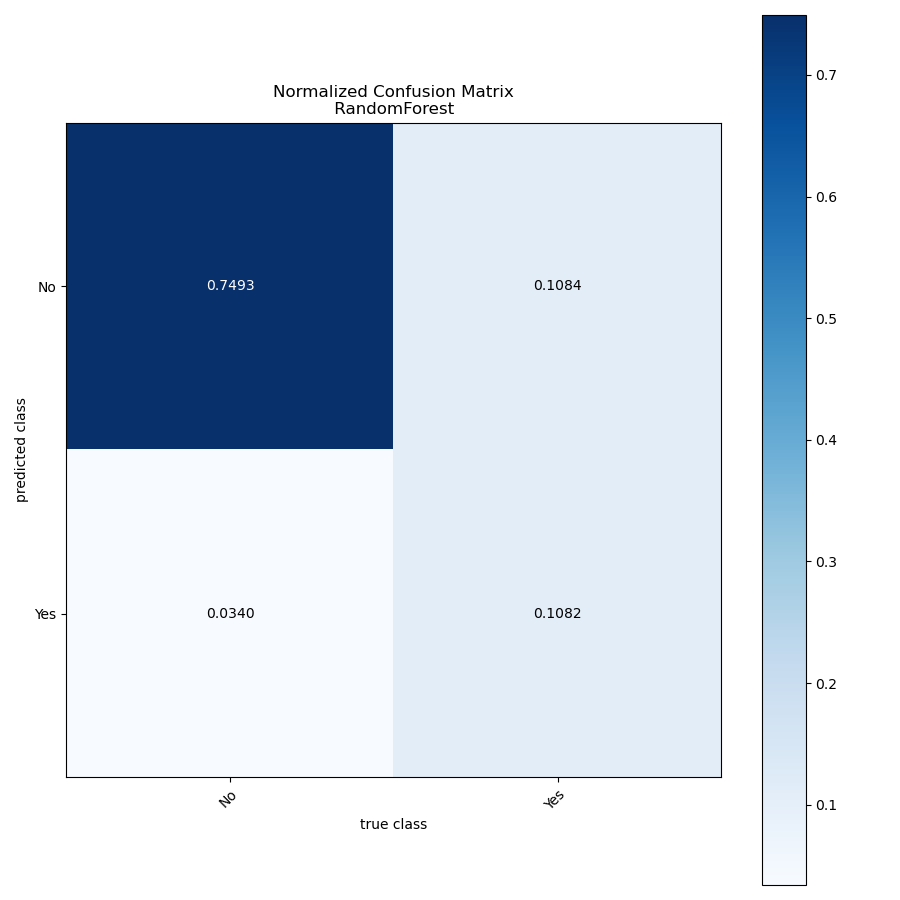 Normalized Confusion Matrix
RandomForest
No
0.7493
0.1084
predicted class
Yes
0.0340
0.1082
No
Yes
true class
0.7
0.6
0.5
0.4
0.3
0.2
0.1